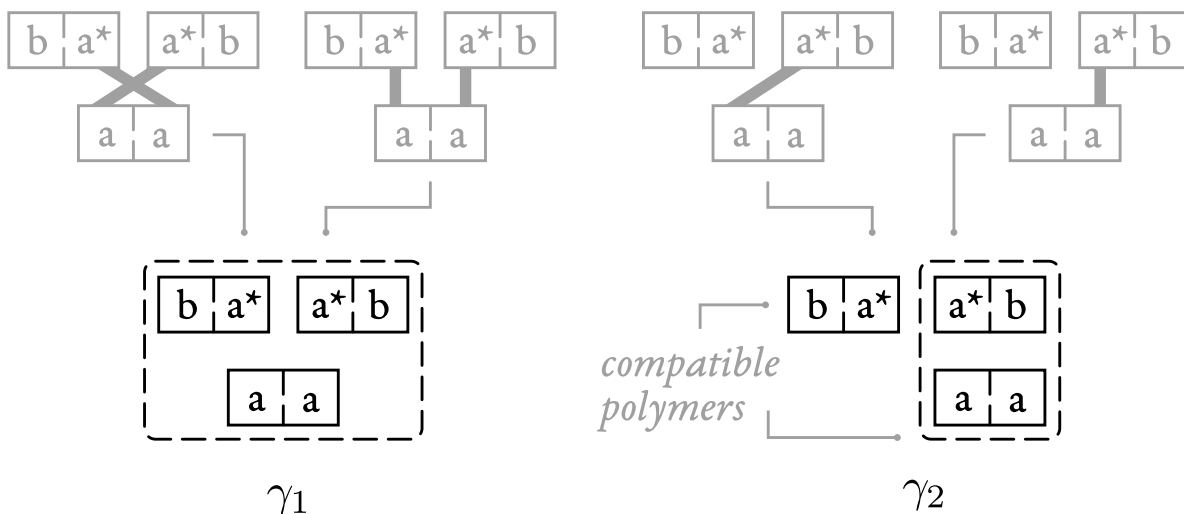 b a* a* b b a* a* b b a* a* b b a* a* b
a a a a a a a a
b a* a* b b a* a* b
compatible
polymers
a a a a
γ1 γ2